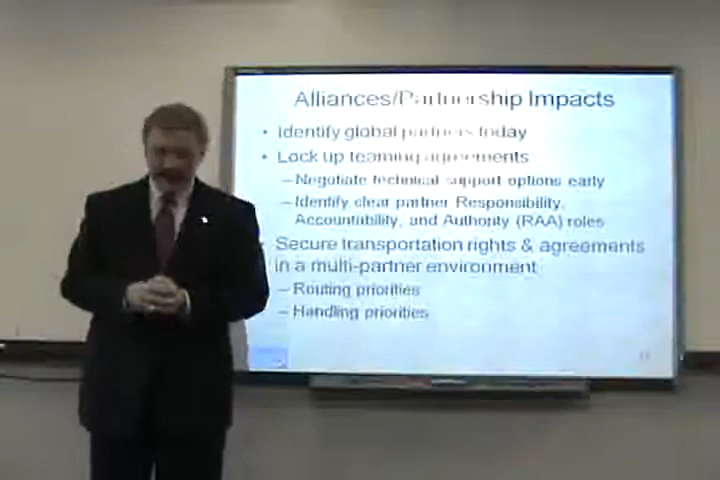 Alliances/Partnership Impacts
• Identify global partners today
• Lock up teaming agreements
–Negotiate technical support options early
–Identify clear partner Responsibility,
Accountability, and Authority (RAA) roles
Secure transportation rights & agreements
in a multi-partner environment
– Routing priorities
– Handling priorities